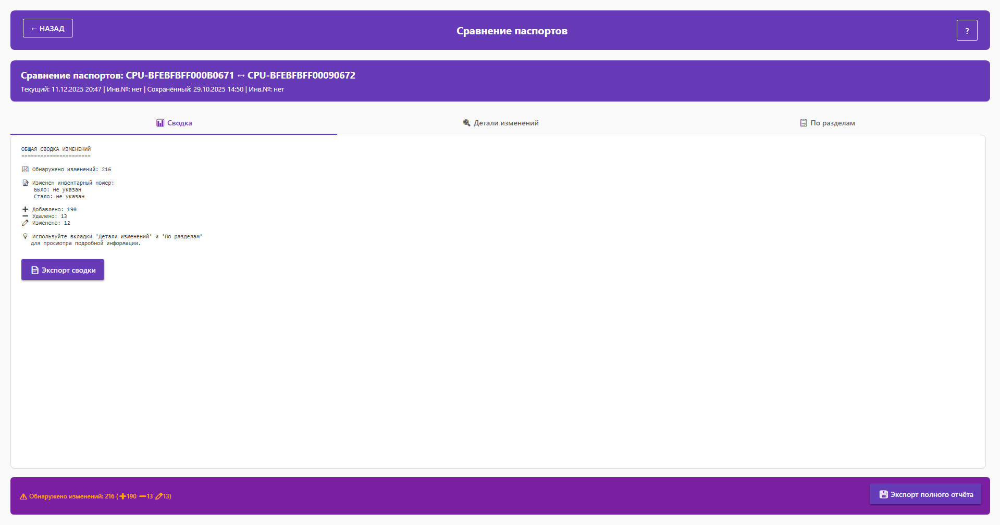 ← НАЗАД
Сравнение паспортов
?
Сравнение паспортов: CPU-BFEBFBFF000B0671 ↔ CPU-BFEBFBFF00090672
Текущий: 11.12.2025 20:47 | Инв.№: нет | Сохранённый: 29.10.2025 14:50 | Инв.№: нет
Сводка
Детали изменений
По разделам
ОБЩАЯ СВОДКА ИЗМЕНЕНИЙ
======================
Обнаружено изменений: 216
Изменен инвентарный номер:
Было: не указан
Стало: не указан
➕ Добавлено: 190
➖ Удалено: 13
Изменено: 12
Используйте вкладки 'Детали изменений' и 'По разделам'
для просмотра подробной информации.
Экспорт сводки
⚠ Обнаружено изменений: 216 (➕190 ➖13 ✏13)
Экспорт полного отчёта